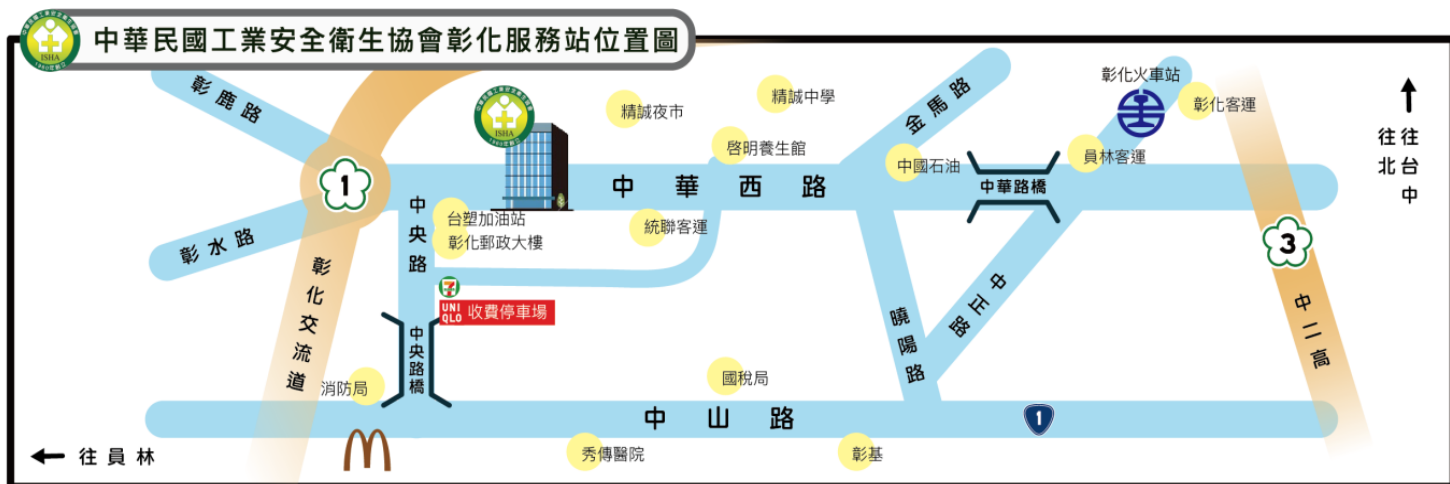 中華民國工業安全衛生協會彰化服務站位置圖
ISHA
彰鹿路
精誠夜市
精誠中學
金馬路
彰化火車站
彰化客運
往北
往台中
ISHA
啓明養生館
中國石油
員林客運
1
中華西路
中華路橋
中央路
台塑加油站
彰化郵政大樓
統聯客運
彰水路
3
彰化交流道
7
ELEVEN
UNI
QLO
收費停車場
中正路
曉陽路
中二高
中央路橋
消防局
國稅局
中山路
1
往員林
秀傳醫院
彰基